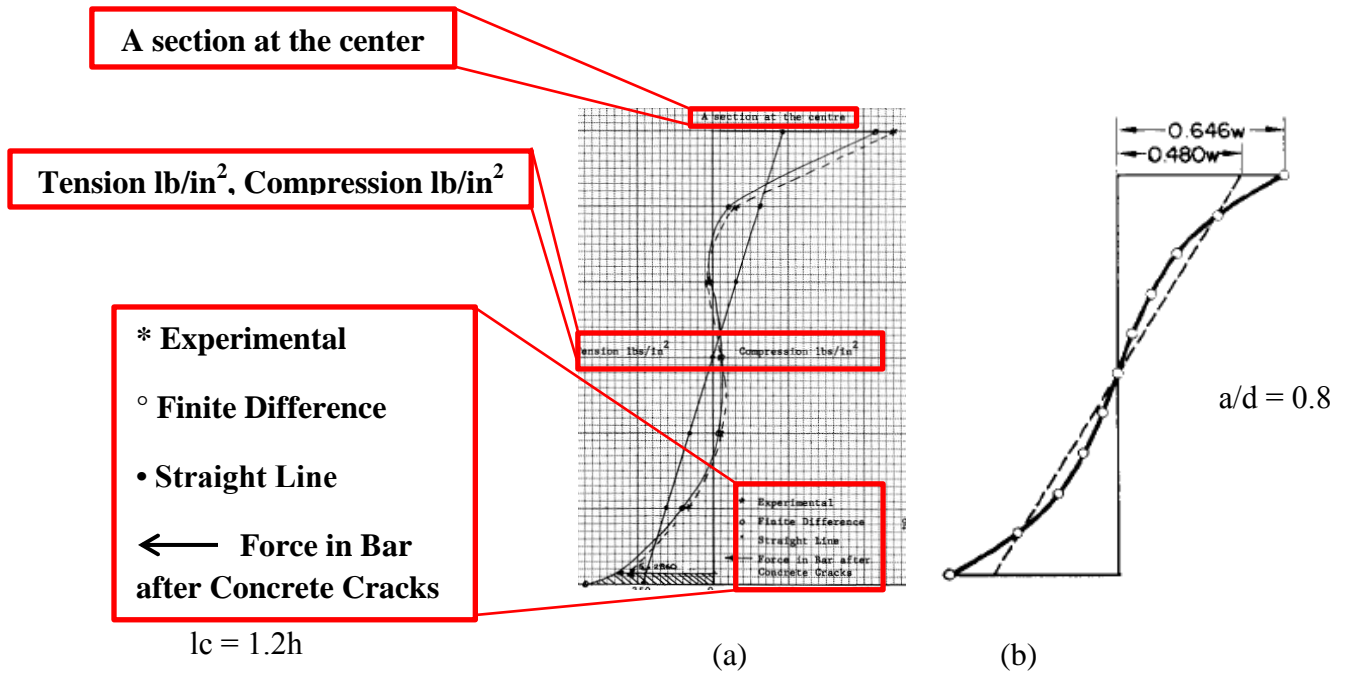 A section at the center
A section at the centre
0.646w
0.480w
Tension lb/in², Compression lb/in²
Tension lbs/in² Compression lbs/in²
* Experimental
° Finite Difference
• Straight Line
← Force in Bar
after Concrete Cracks
a/d = 0.8
Experimental
Finite Difference
Straight Line
Force in Bar after
Concrete Cracks
lc = 1.2h
(a)
(b)